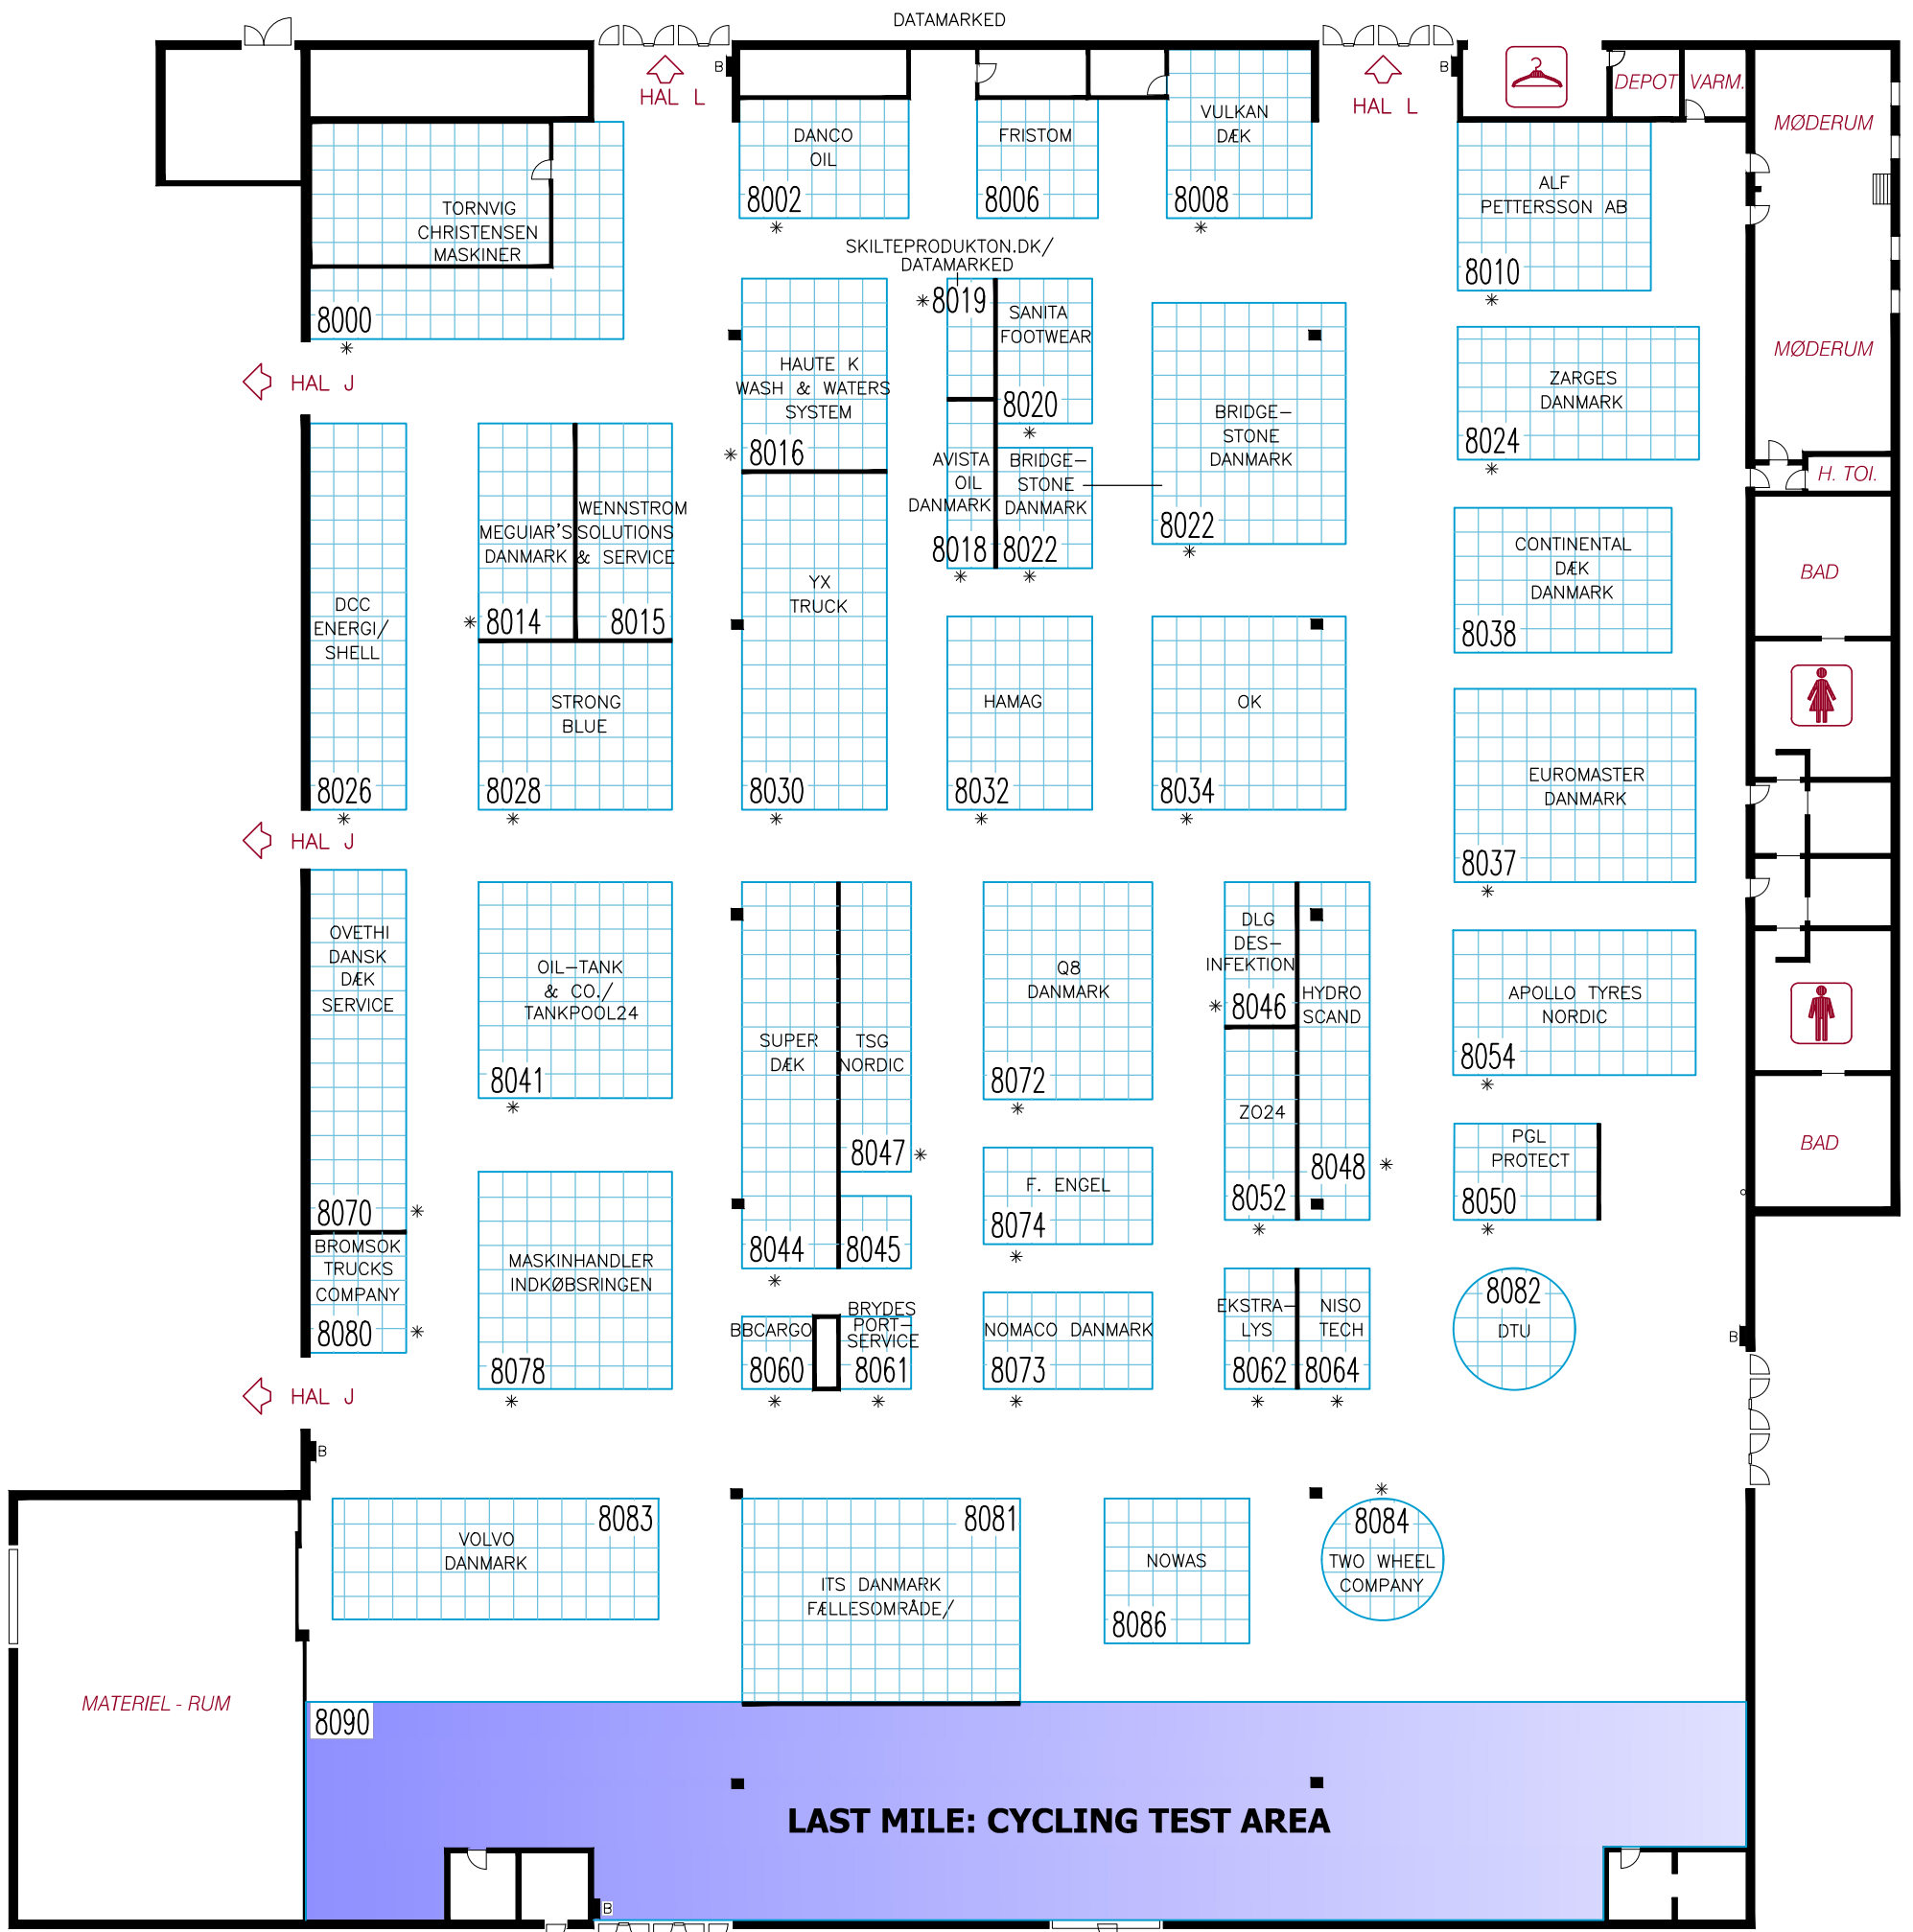 DATAMARKED
HAL L
B
HAL L
B
DEPOT
VARM.
MØDERUM
DANCO
OIL
8002
*
FRISTOM
8006
VULKAN
DÆK
8008
*
TORNVIG
CHRISTENSEN
MASKINER
8000
*
ALF
PETTERSSON AB
8010
*
SKILTEPRODUKTON.DK/
DATAMARKED
*8019
SANITA
FOOTWEAR
8020
*
HAUTE K
WASH & WATERS
SYSTEM
* 8016
BRIDGE-
STONE
DANMARK
8022
*
ZARGES
DANMARK
8024
*
MØDERUM
HAL J
H. TOI.
AVISTA
OIL
DANMARK
8018
*
BRIDGE-
STONE
DANMARK
8022
*
MEGUIAR'S
DANMARK
* 8014
WENNSTROM
SOLUTIONS
& SERVICE
8015
CONTINENTAL
DÆK
DANMARK
8038
BAD
DCC
ENERGI/
SHELL
8026
*
YX
TRUCK
8030
*
STRONG
BLUE
8028
*
HAMAG
8032
*
OK
8034
*
EUROMASTER
DANMARK
8037
*
HAL J
OVETHI
DANSK
DÆK
SERVICE
8070 *
OIL-TANK
& CO./
TANKPOOL24
8041
*
SUPER
DÆK
8044
*
TSG
NORDIC
8047 *
8045
Q8
DANMARK
8072
*
DLG
DES-
INFEKTION
* 8046
HYDRO
SCAND
8048 *
ZO24
8052
*
APOLLO TYRES
NORDIC
8054
*
PGL
PROTECT
8050
*
BAD
F. ENGEL
8074
*
BROMSÖK
TRUCKS
COMPANY
8080 *
MASKINHANDLER
INDKØBSRINGEN
8078
*
BBCARGO
8060
*
BRYDES
PORT-
SERVICE
8061
*
NOMACO DANMARK
8073
*
EKSTRA-
LYS
8062
*
NISO
TECH
8064
*
8082
DTU
B
HAL J
B
8083
VOLVO
DANMARK
8081
ITS DANMARK
FÆLLESOMRÅDE/
NOWAS
8086
*
8084
TWO WHEEL
COMPANY
MATERIEL - RUM
8090
LAST MILE: CYCLING TEST AREA
B